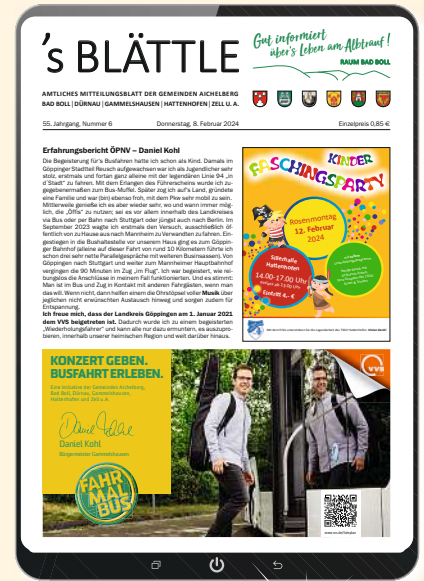 's BLÄTTLE
Gut informiert
über's Leben am Albtrauf!
RAUM BAD BOLL
AMTLICHES MITTEILUNGSBLATT DER GEMEINDEN AICHELBERG
BAD BOLL | DÜRNAU | GAMMELSHAUSEN | HATTENHOFEN | ZELL U. A.
55. Jahrgang, Nummer 6
Donnerstag, 8. Februar 2024
Einzelpreis 0,85 €
Erfahrungsbericht ÖPNV – Daniel Kohl
Die Begeisterung für's Busfahren hatte ich schon als Kind. Damals im
Göppinger Stadtteil Reusch aufgewachsen war ich als Jugendlicher sehr
stolz, erstmals und fortan ganz alleine mit der legendären Linie 94 „in
d'Stadt" zu fahren. Mit dem Erlangen des Führerscheins wurde ich zu-
gegebenermaßen zum Bus-Muffel. Später zog ich auf's Land, gründete
eine Familie und war (bin) ebenso froh, mit dem Pkw sehr mobil zu sein.
Mittlerweile genieße ich es aber wieder sehr, wo und wann immer mög-
lich, die „Öffis" zu nutzen; sei es vor allem innerhalb des Landkreises
via Bus oder per Bahn nach Stuttgart oder jüngst auch nach Berlin. Im
September 2023 wagte ich erstmals den Versuch, ausschließlich öf-
fentlich von zu Hause aus nach Mannheim zu Verwandten zu fahren. Ein-
gestiegen in die Bushaltestelle vor unserem Haus ging es zum Göppin-
ger Bahnhof (alleine auf dieser Fahrt von rund 10 Kilometern führte ich
schon drei sehr nette Parallelgespräche mit weiteren Businsassen). Von
Göppingen nach Stuttgart und weiter zum Mannheimer Hauptbahnhof
vergingen die 90 Minuten im Zug „im Flug". Ich war begeistert, wie rei-
bungslos die Anschlüsse in meinem Fall funktionierten. Und es stimmt:
Man ist im Bus und Zug in Kontakt mit anderen Fahrgästen, wenn man
das will. Wenn nicht, dann helfen einem die Ohrstöpsel voller Musik über
jeglichen nicht erwünschten Austausch hinweg und sorgen zudem für
Entspannung.
Ich freue mich, dass der Landkreis Göppingen am 1. Januar 2021
dem VVS beigetreten ist. Dadurch wurde ich zu einem begeisterten
„Wiederholungsfahrer" und kann alle nur dazu ermuntern, es auszupro-
bieren, innerhalb unserer heimischen Region und weit darüber hinaus.
KINDER
FASCHINGSPARTY
Rosenmontag
12. Februar
2024
Sillerhalle
Hattenhofen
14.00-17.00 Uhr
Einlass ab 13.30 Uhr
Eintritt 4,- €
KONZERT GEBEN.
BUSFAHRT ERLEBEN.
Eine Initiative der Gemeinden Aichelberg,
Bad Boll, Dürnau, Gammelshausen,
Hattenhofen und Zell u. A.
Daniel Kohl
Daniel Kohl
Bürgermeister Gammelshausen
FAHR
MAL
BUS
VVS